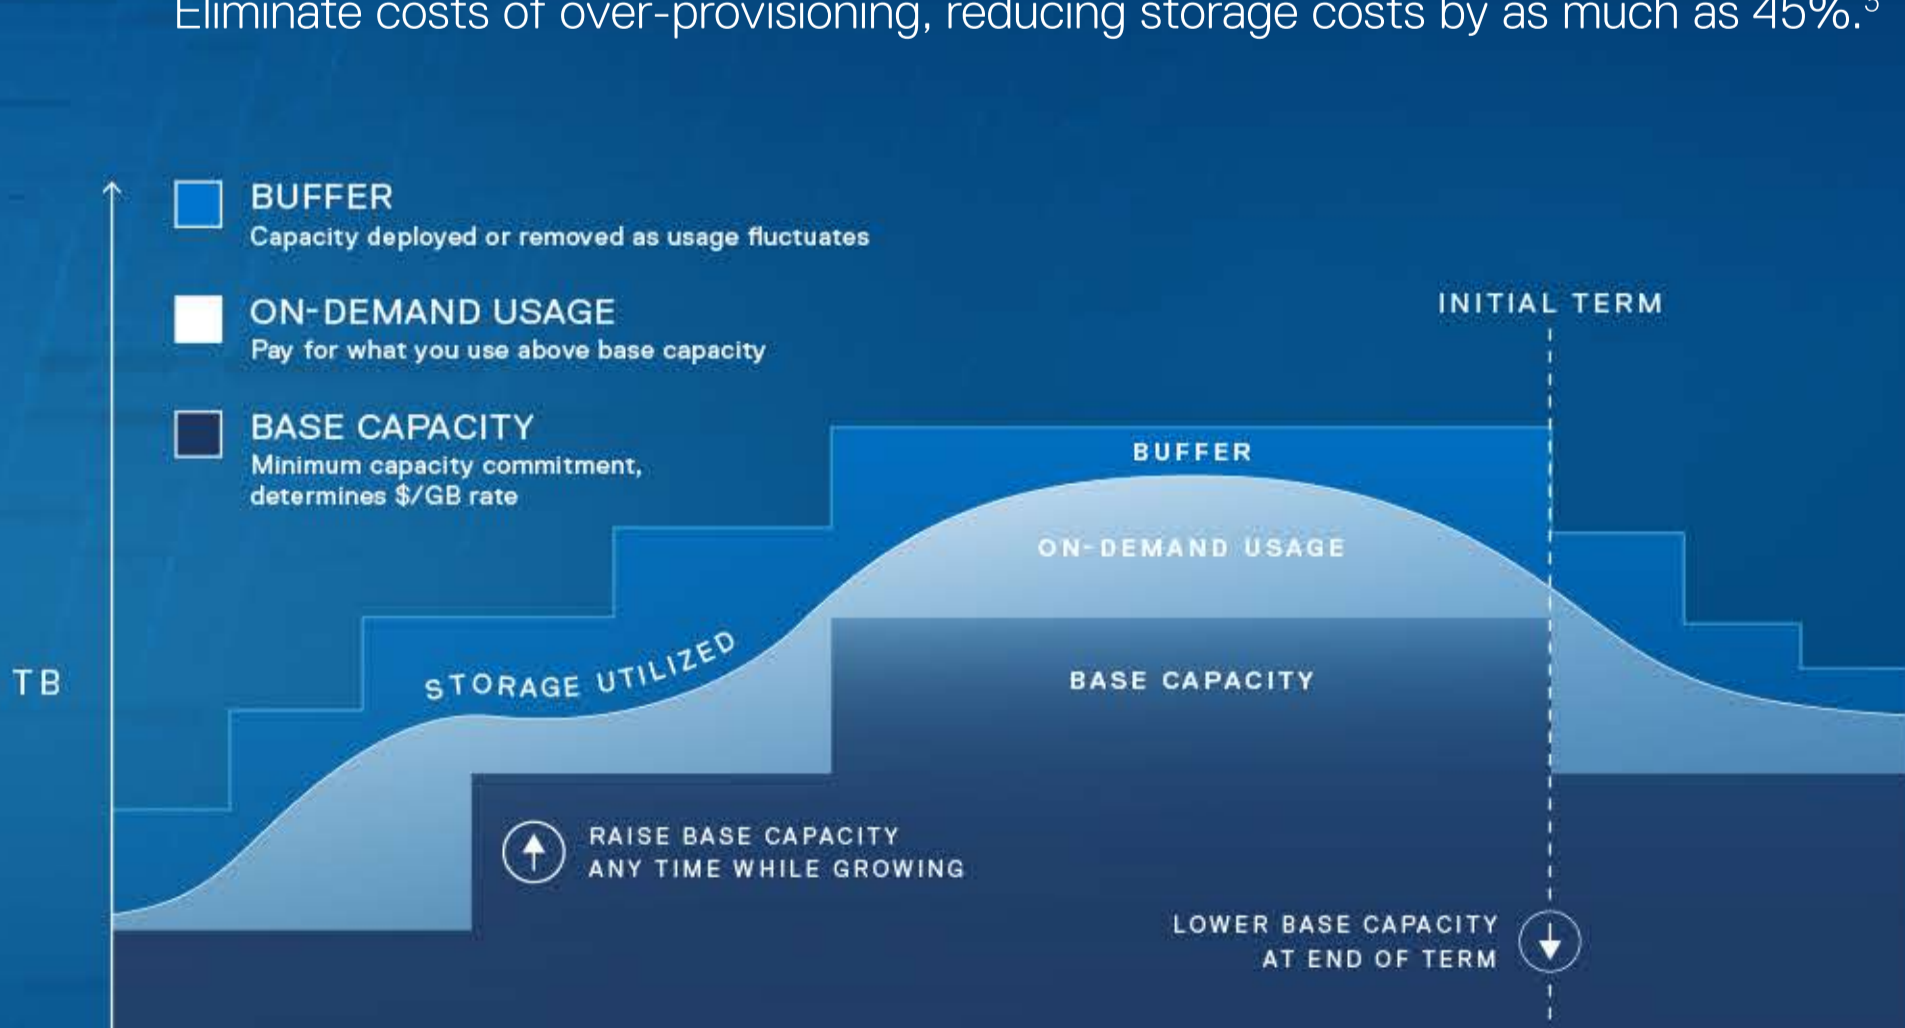 Eliminate costs of over-provisioning, reducing storage costs by as much as 45%.³
BUFFER
Capacity deployed or removed as usage fluctuates
ON-DEMAND USAGE
Pay for what you use above base capacity
BASE CAPACITY
Minimum capacity commitment,
determines $/GB rate
INITIAL TERM
BUFFER
ON-DEMAND USAGE
STORAGE UTILIZED
TB
BASE CAPACITY
RAISE BASE CAPACITY
ANY TIME WHILE GROWING
LOWER BASE CAPACITY
AT END OF TERM